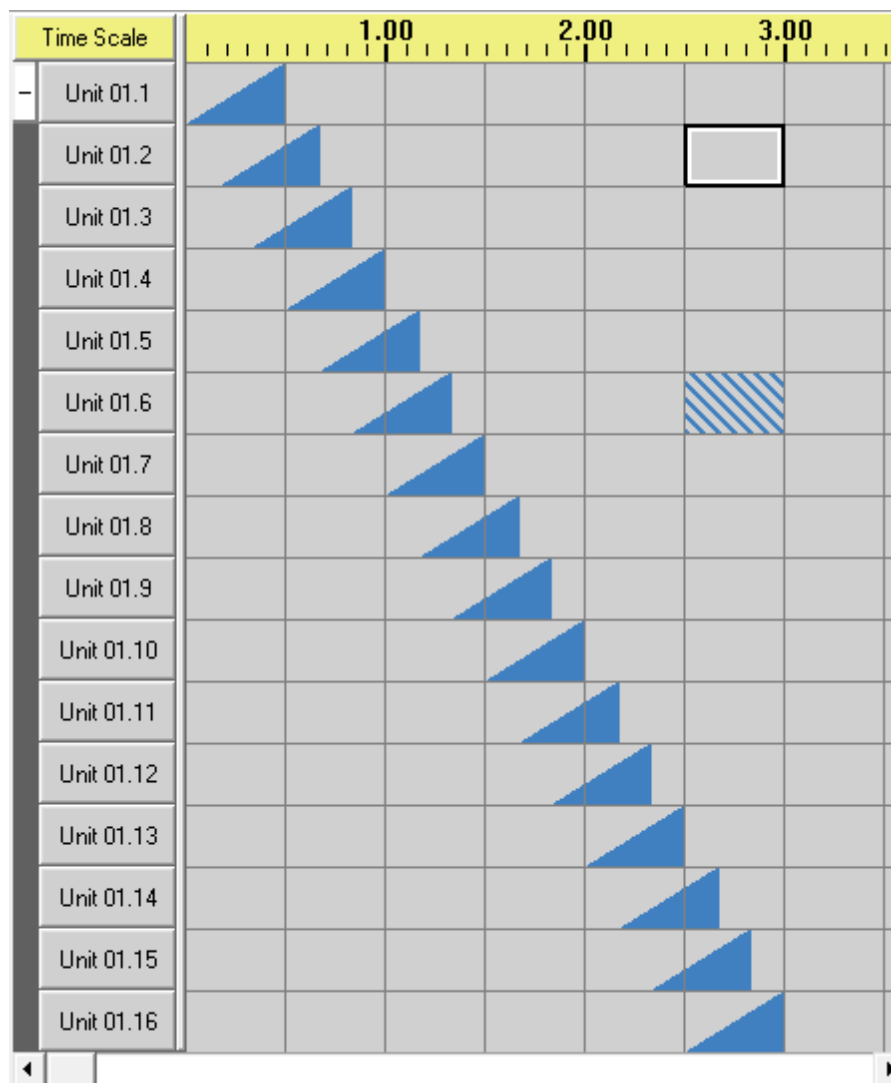 Time Scale 1.00 2.00 3.00
Unit 01.1
Unit 01.2
Unit 01.3
Unit 01.4
Unit 01.5
Unit 01.6
Unit 01.7
Unit 01.8
Unit 01.9
Unit 01.10
Unit 01.11
Unit 01.12
Unit 01.13
Unit 01.14
Unit 01.15
Unit 01.16